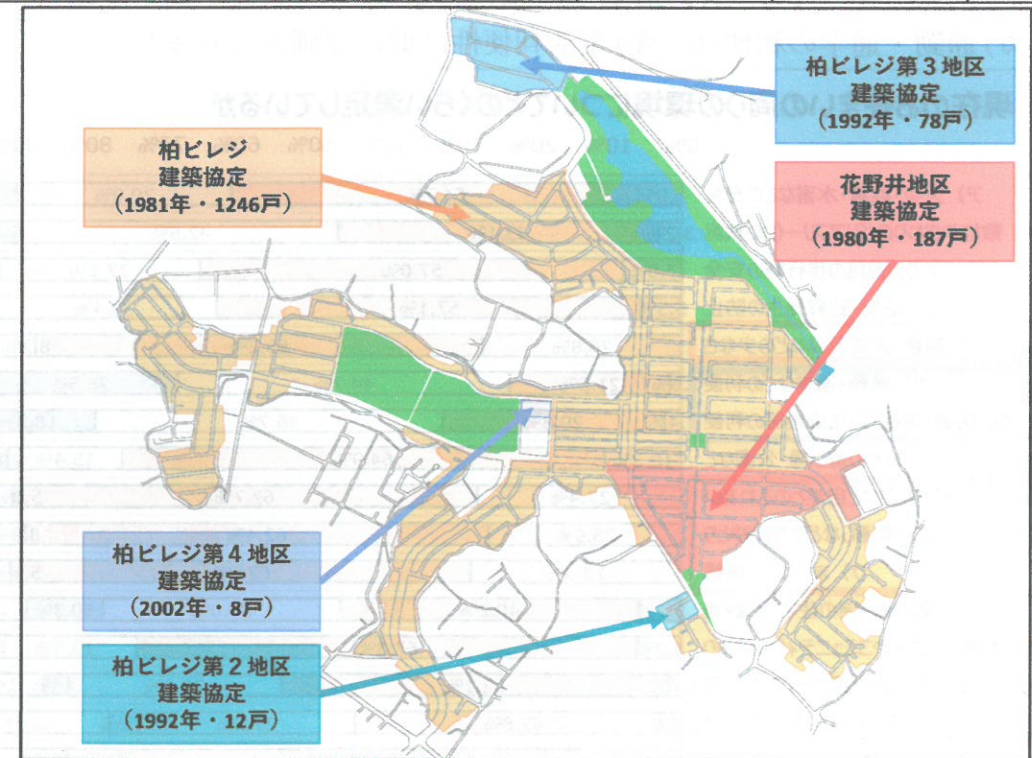 柏ビレジ第３地区
建築協定
（1992年・78戸）
柏ビレジ
建築協定
（1981年・1246戸）
花野井地区
建築協定
（1980年・187戸）
柏ビレジ第４地区
建築協定
（2002年・8戸）
柏ビレジ第２地区
建築協定
（1992年・12戸）